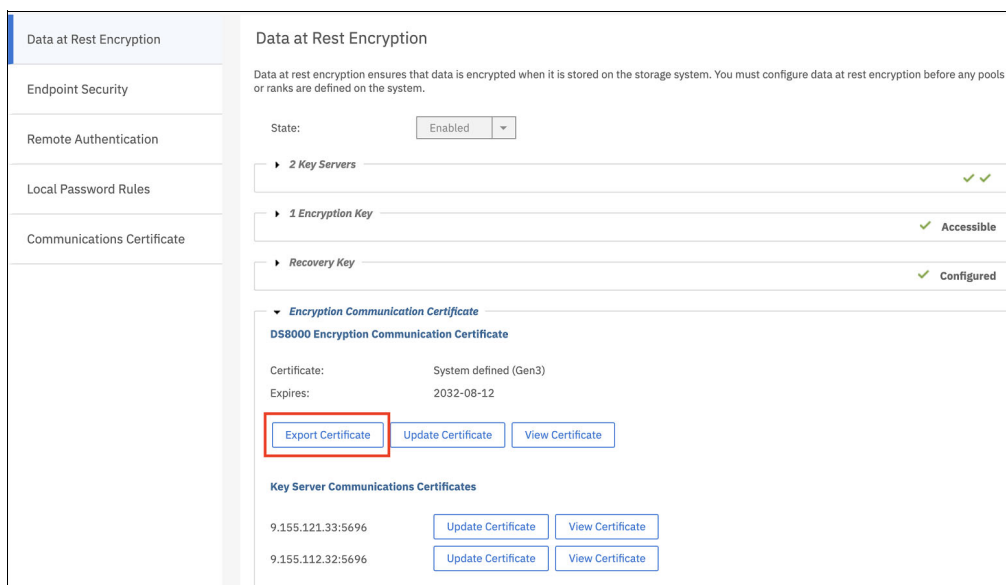 Data at Rest Encryption
Endpoint Security
Remote Authentication
Local Password Rules
Communications Certificate
Data at Rest Encryption
Data at rest encryption ensures that data is encrypted when it is stored on the storage system. You must configure data at rest encryption before any pools
or ranks are defined on the system.
State: Enabled
2 Key Servers
1 Encryption Key
Accessible
Recovery Key
Configured
Encryption Communication Certificate
DS8000 Encryption Communication Certificate
Certificate: System defined (Gen3)
Expires: 2032-08-12
Export Certificate Update Certificate View Certificate
Key Server Communications Certificates
9.155.121.33:5696 Update Certificate View Certificate
9.155.112.32:5696 Update Certificate View Certificate